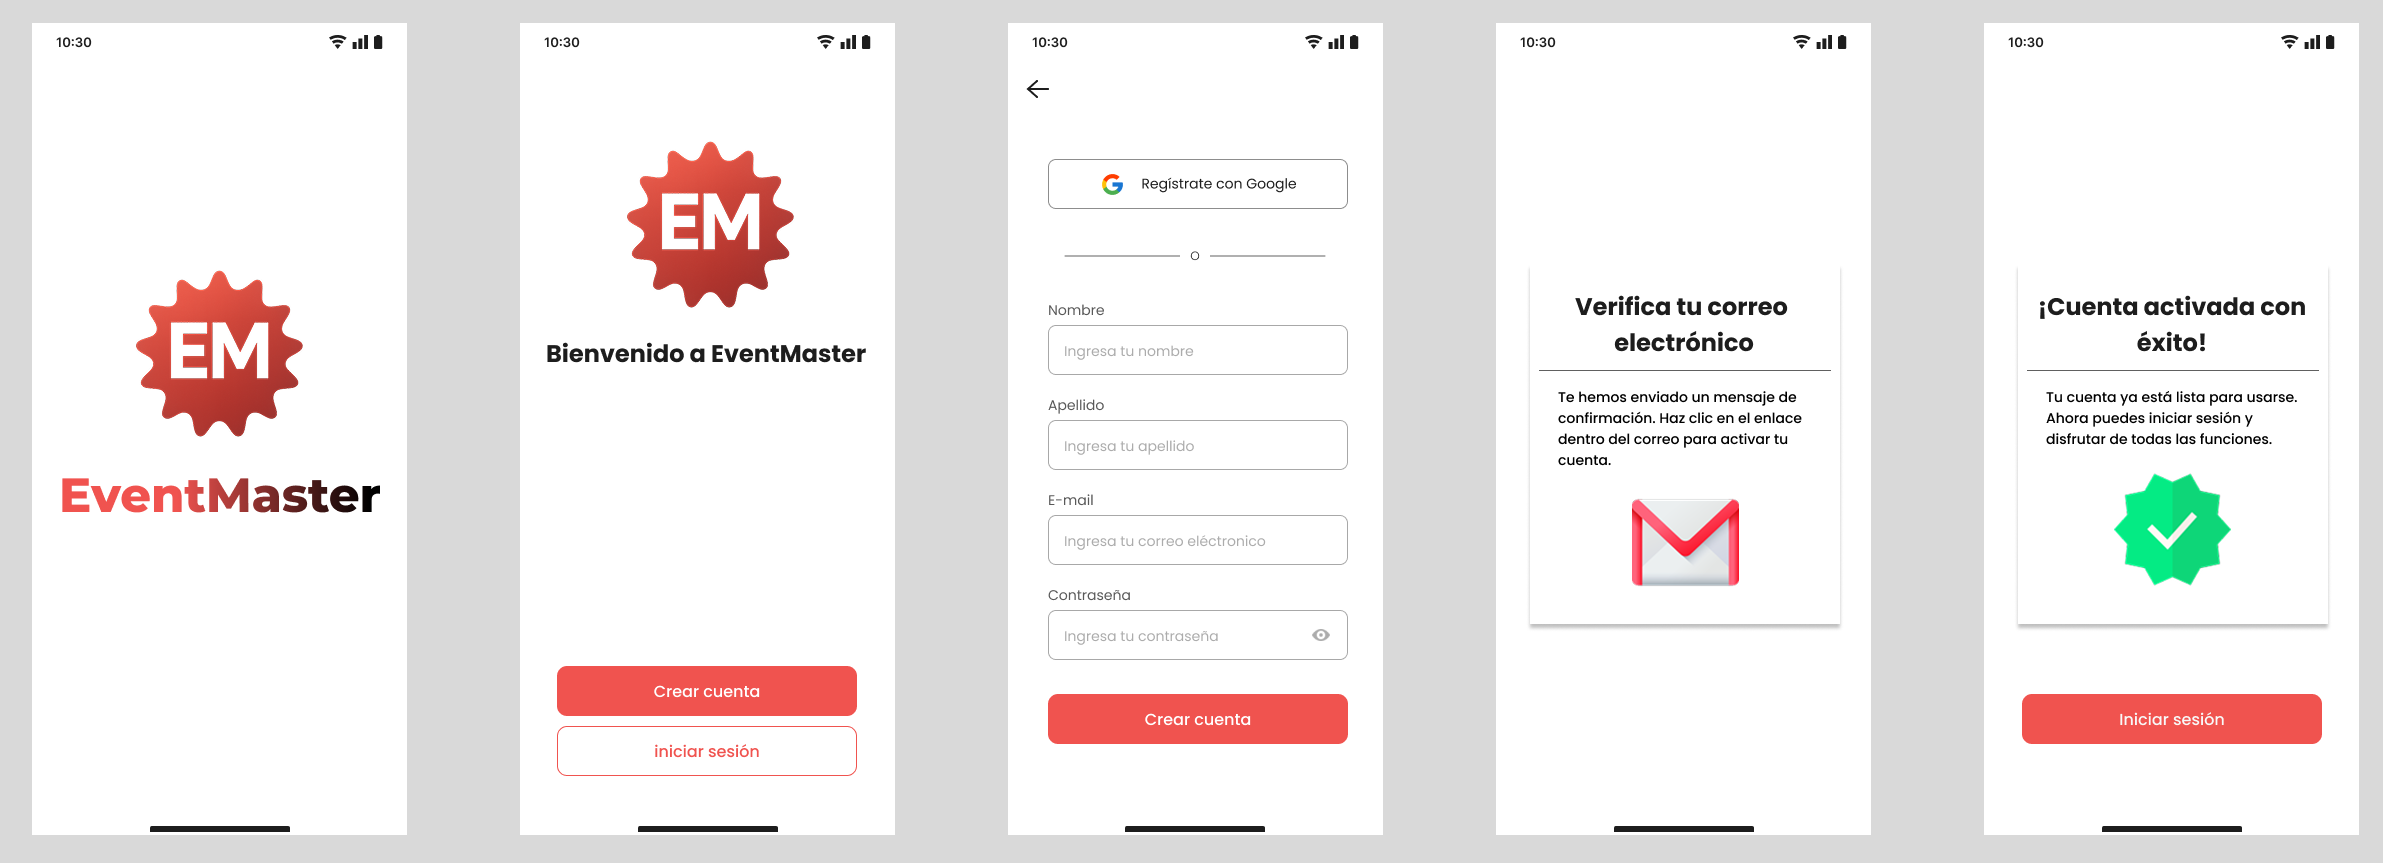 10:30
EM
EventMaster
10:30
EM
Bienvenido a EventMaster
Crear cuenta
iniciar sesión
10:30
Regístrate con Google
O
Nombre
Ingresa tu nombre
Apellido
Ingresa tu apellido
E-mail
Ingresa tu correo eléctronico
Contraseña
Ingresa tu contraseña
Crear cuenta
10:30
Verifica tu correo
electrónico
Te hemos enviado un mensaje de
confirmación. Haz clic en el enlace
dentro del correo para activar tu
cuenta.
10:30
¡Cuenta activada con
éxito!
Tu cuenta ya está lista para usarse.
Ahora puedes iniciar sesión y
disfrutar de todas las funciones.
Iniciar sesión